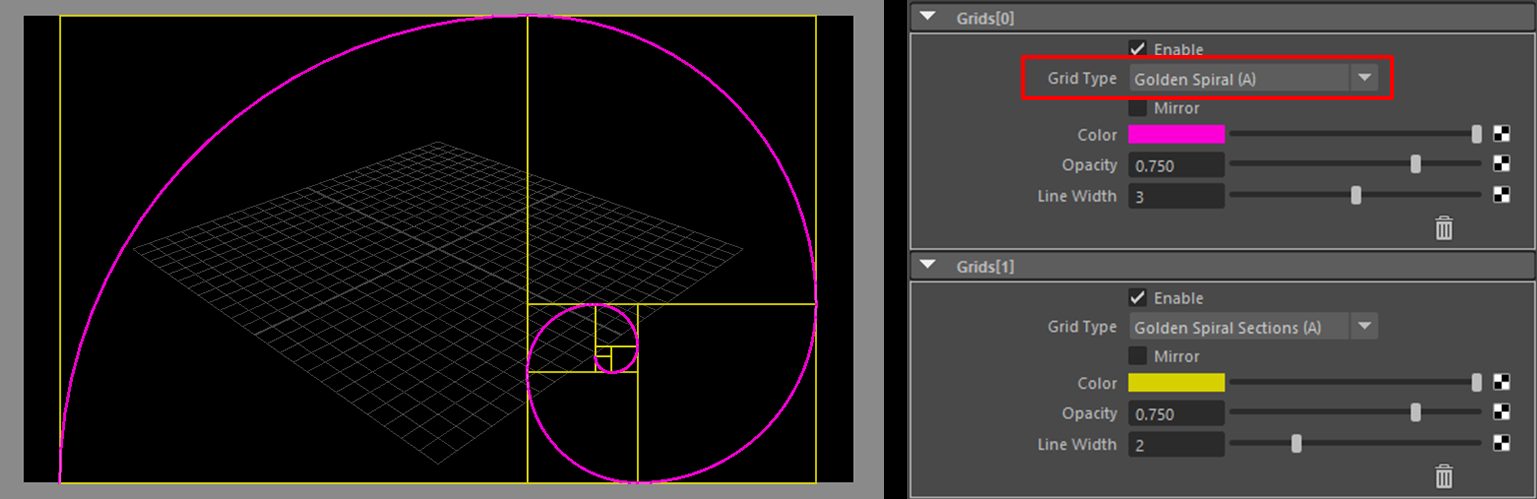 Grids[0]
Enable
Grid Type Golden Spiral (A)
Mirror
Color
Opacity 0.750
Line Width 3
Grids[1]
Enable
Grid Type Golden Spiral Sections (A)
Mirror
Color
Opacity 0.750
Line Width 2